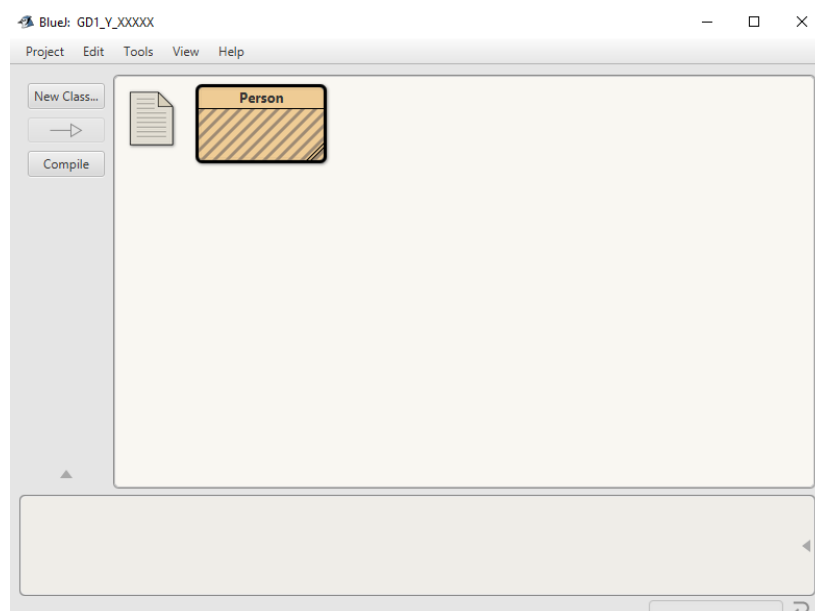 BlueJ: GD1_Y_XXXXX
Project Edit Tools View Help
New Class...
Person
Compile